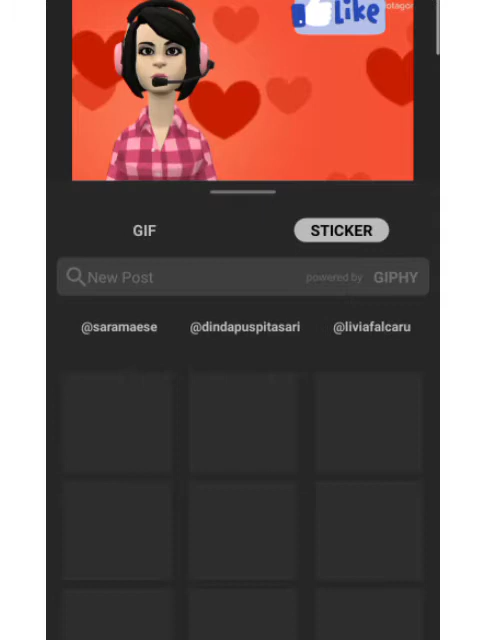 Like
GIF
STICKER
New Post
powered by GIPHY
@saramaese
@dindapuspitasari
@liviafalcaru